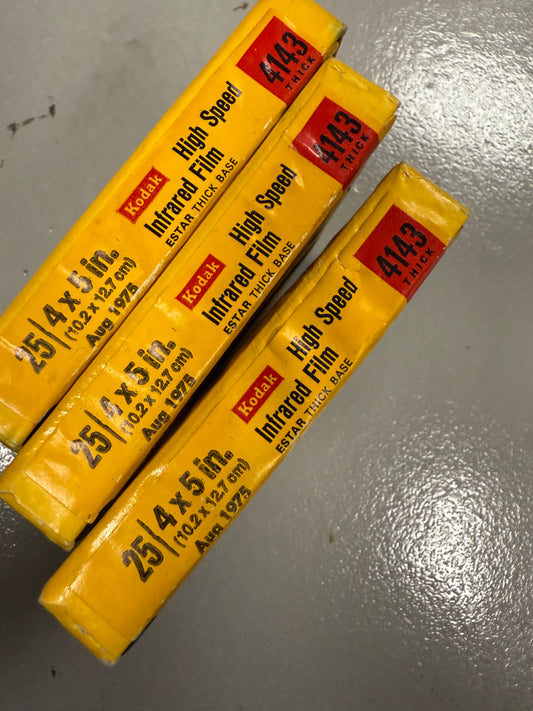 25 4 x 5 in.
(10.2 x 12.7 cm)
Aug 1975
Kodak
High Speed
Infrared Film
ESTAR THICK BASE
4143
THICK
25 4 x 5 in.
(10.2 x 12.7 cm)
Aug 1975
Kodak
High Speed
Infrared Film
ESTAR THICK BASE
4143
THICK
25 4 x 5 in.
(10.2 x 12.7 cm)
Aug 1975
Kodak
High Speed
Infrared Film
ESTAR THICK BASE
4143
THICK